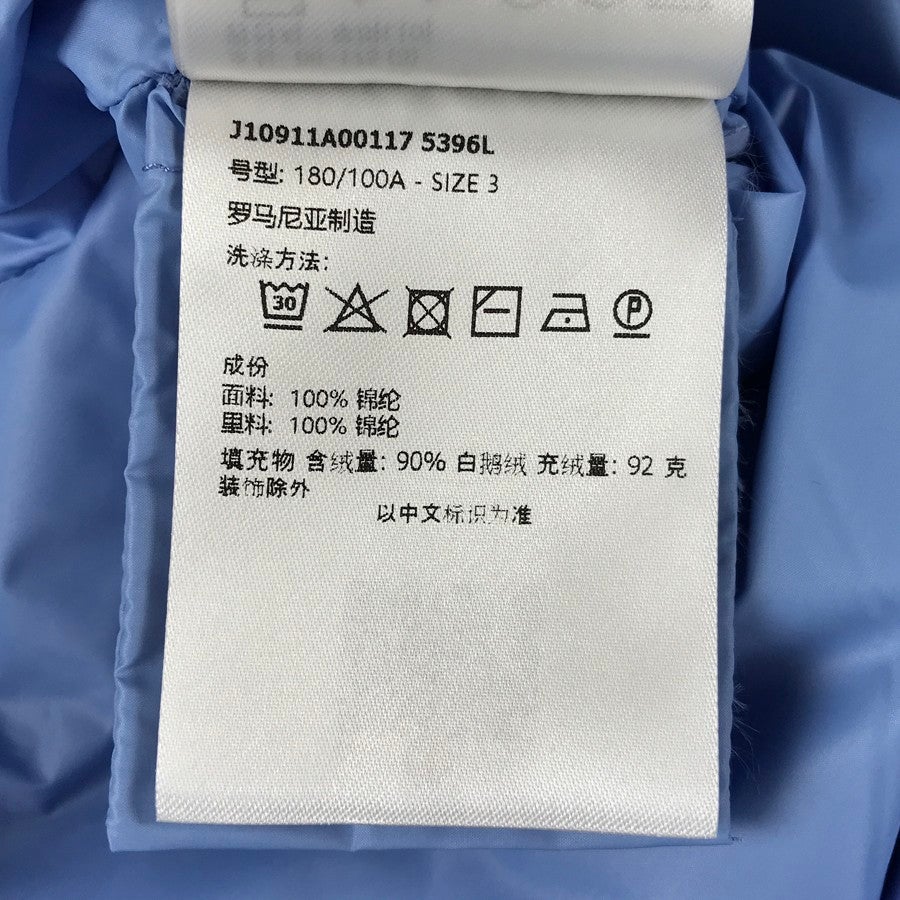 J10911A00117 5396L
号型: 180/100A - SIZE 3
罗马尼亚制造
洗涤方法:
30
P
成份
面料: 100% 锦纶
里料: 100% 锦纶
填充物 含绒量: 90% 白鹅绒 充绒量: 92 克
装饰除外
以中文标识为准